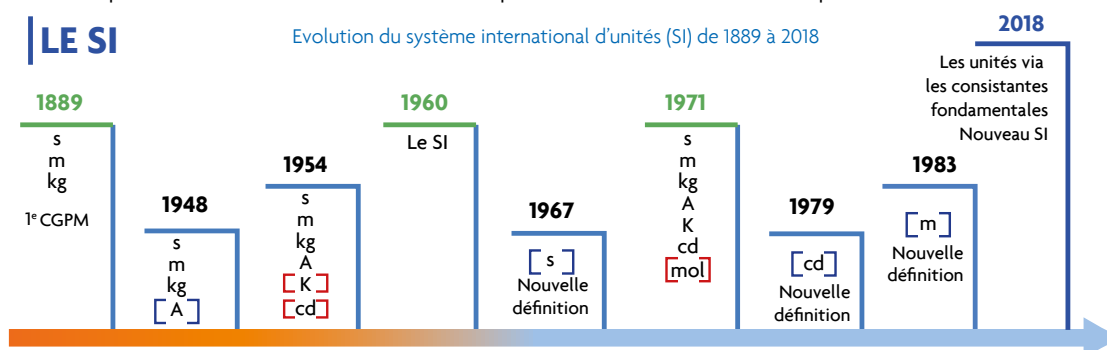 LE SI
Evolution du système international d'unités (SI) de 1889 à 2018
1889
s
m
kg
1e CGPM
1948
s
m
kg
[ A ]
1954
s
m
kg
A
[ K ]
[cd]
1960
Le SI
1967
[ s ]
Nouvelle
définition
1971
s
m
kg
A
K
cd
[mol]
1979
[cd]
Nouvelle
définition
1983
[m]
Nouvelle
définition
2018
Les unités via
les consistantes
fondamentales
Nouveau SI